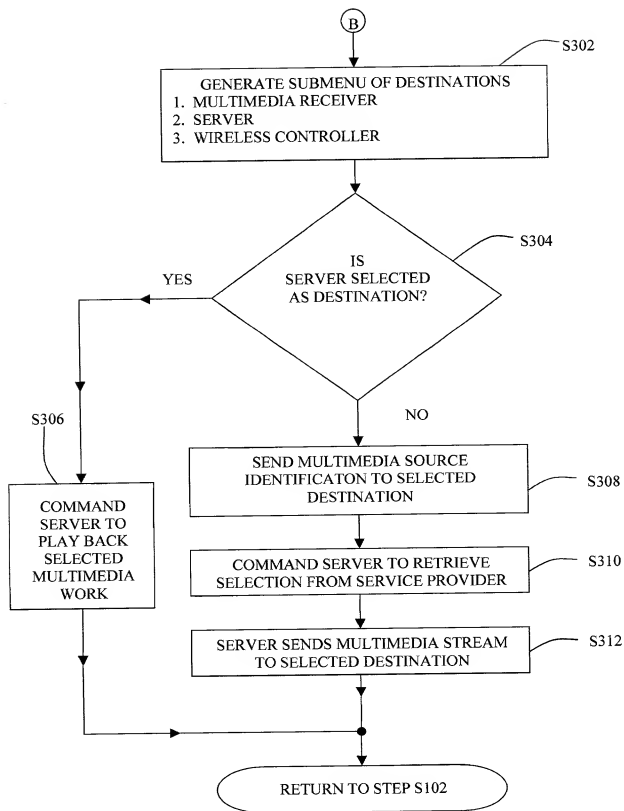 B
S302
GENERATE SUBMENU OF DESTINATIONS
1. MULTIMEDIA RECEIVER
2. SERVER
3. WIRELESS CONTROLLER
S304
IS
SERVER SELECTED
AS DESTINATION?
YES
NO
S306
COMMAND
SERVER TO
PLAY BACK
SELECTED
MULTIMEDIA
WORK
SEND MULTIMEDIA SOURCE
IDENTIFICATON TO SELECTED
DESTINATION
S308
COMMAND SERVER TO RETRIEVE
SELECTION FROM SERVICE PROVIDER
S310
SERVER SENDS MULTIMEDIA STREAM
TO SELECTED DESTINATION
S312
RETURN TO STEP S102